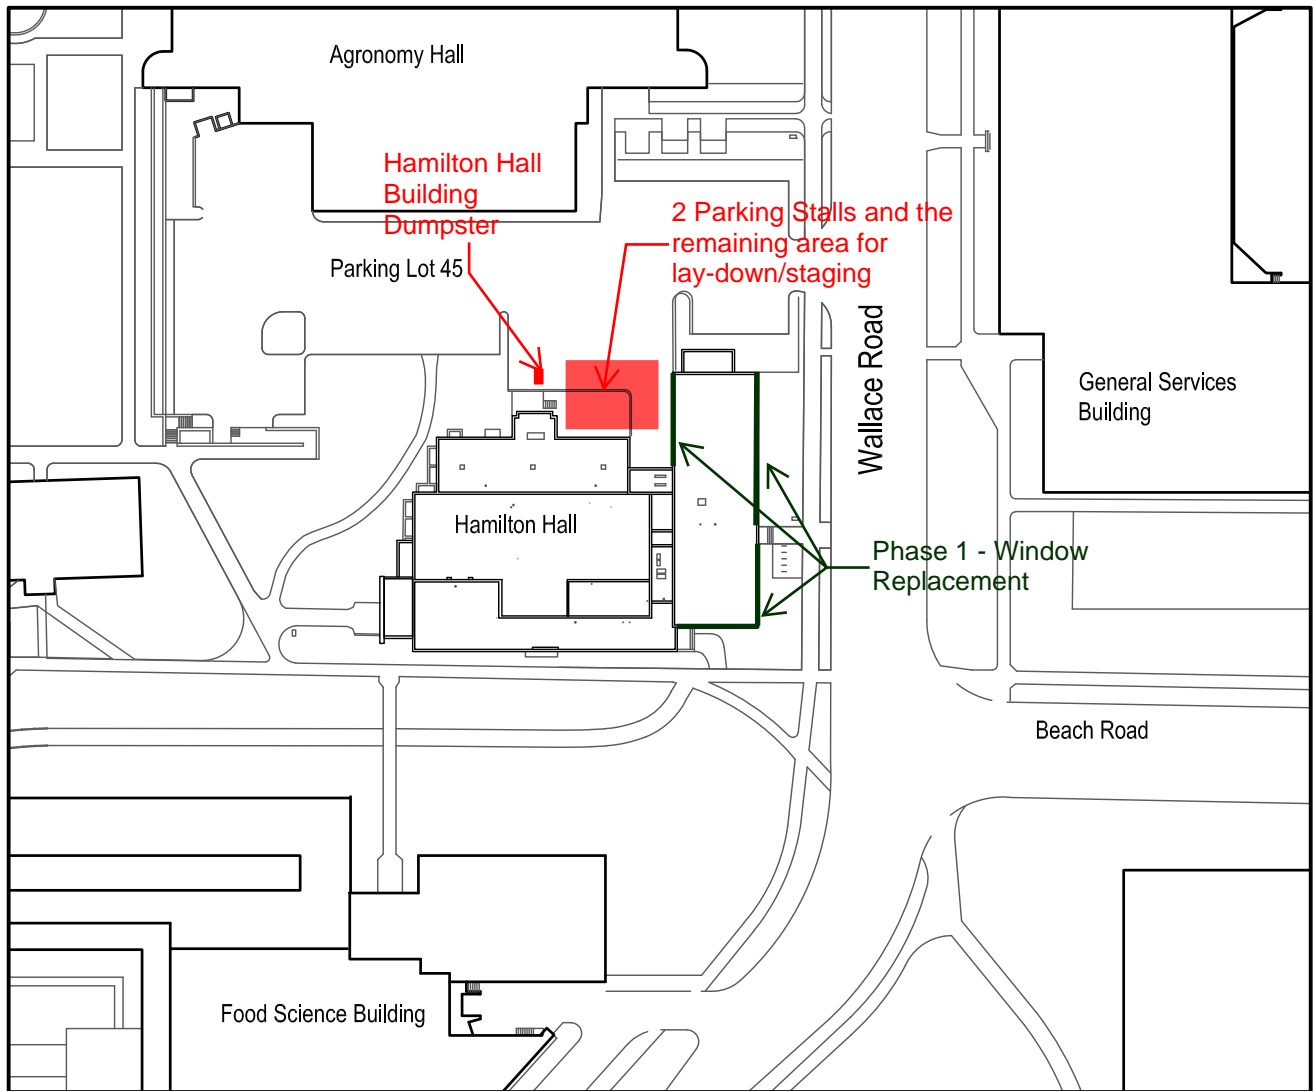 Agronomy Hall
Hamilton Hall
Building
Dumpster
2 Parking Stalls and the
remaining area for
lay-down/staging
Parking Lot 45
Wallace Road
General Services
Building
Hamilton Hall
Phase 1 - Window
Replacement
Beach Road
Food Science Building